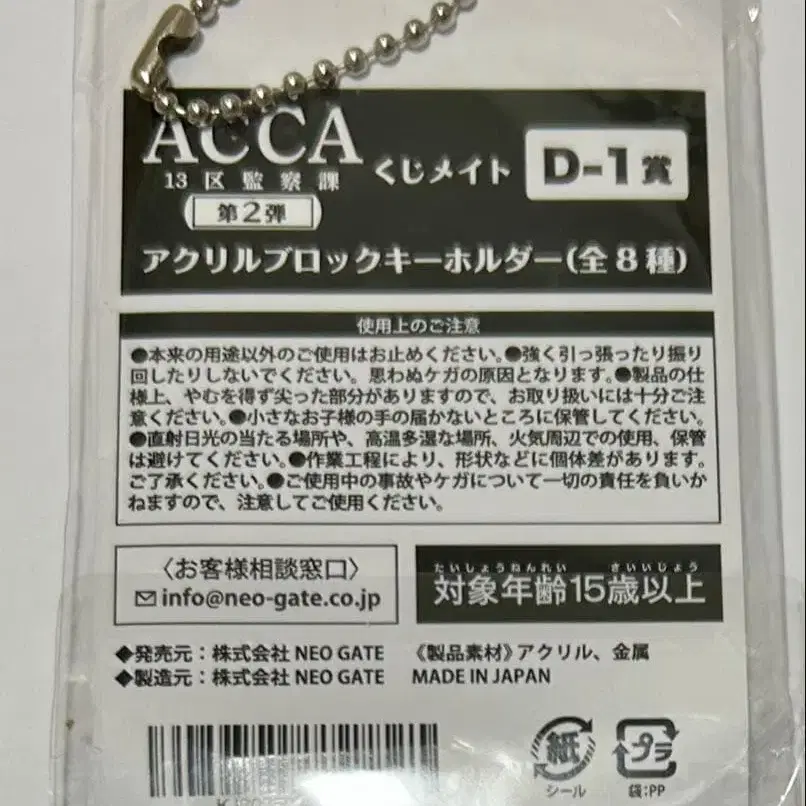 ACCA
13区監察課
第2弾
くじメイト
D-1賞
アクリルブロックキーホルダー(全8種)
使用上のご注意
●本来の用途以外のご使用はお止めください。●強く引っ張ったり振り
回したりしないでください。思わぬケガの原因となります。●製品の仕
様上、やむを得ず尖った部分がありますので、お取り扱いには十分ご注
意ください。●小さなお子様の手の届かないところに保管してください。
●直射日光の当たる場所や、高温多湿な場所、火気周辺での使用、保管
は避けてください。●作業工程により、形状などに個体差があります。
ご了承ください。●ご使用中の事故やケガについて一切の責任を負いか
ねますので、注意してご使用ください。
〈お客様相談窓口〉
info@neo-gate.co.jp
たいしょうねんれい さいいじょう
対象年齢15歳以上
◆発売元：株式会社 NEO GATE 《製品素材》アクリル、金属
◆製造元：株式会社 NEO GATE MADE IN JAPAN
紙
シール
プラ
袋:PP